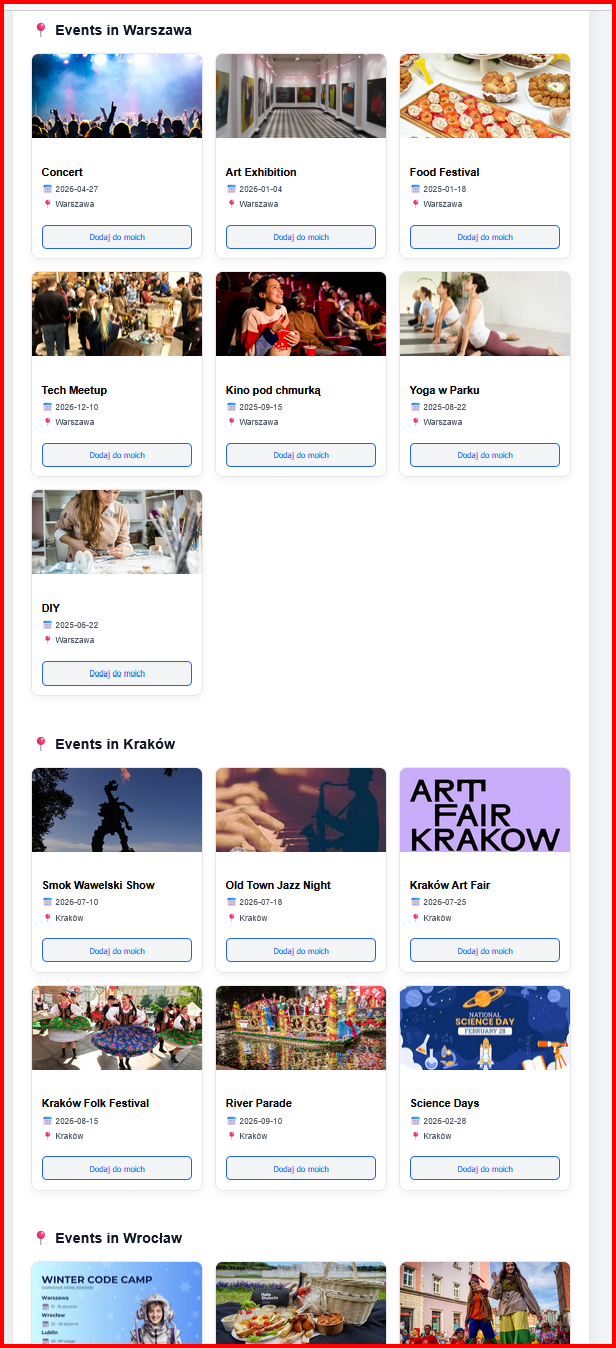 Events in Warszawa
Concert
2026-04-27
Warszawa
Dodaj do moich
Art Exhibition
2026-01-04
Warszawa
Dodaj do moich
Food Festival
2025-01-18
Warszawa
Dodaj do moich
Tech Meetup
2026-12-10
Warszawa
Dodaj do moich
Kino pod chmurką
2025-09-15
Warszawa
Dodaj do moich
Yoga w Parku
2025-08-22
Warszawa
Dodaj do moich
DIY
2025-06-22
Warszawa
Dodaj do moich
Events in Kraków
Smok Wawelski Show
2026-07-10
Kraków
Dodaj do moich
Old Town Jazz Night
2026-07-18
Kraków
Dodaj do moich
ART
FAIR
KRAKOW
Kraków Art Fair
2026-07-25
Kraków
Dodaj do moich
Kraków Folk Festival
2026-08-15
Kraków
Dodaj do moich
River Parade
2026-09-10
Kraków
Dodaj do moich
NATIONAL
SCIENCE DAY
FEBRUARY 28
Science Days
2026-02-28
Kraków
Dodaj do moich
Events in Wrocław
WINTER CODE CAMP
Warszawa
Wrocław
Lublin